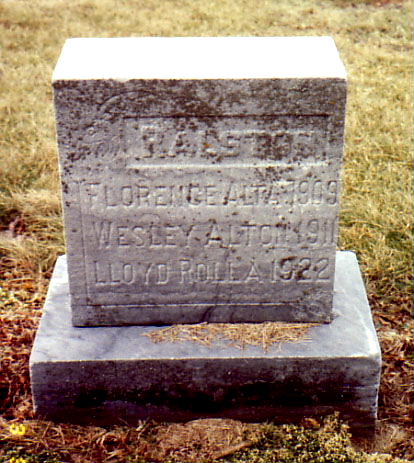 RALSTON
FLORENCE ALTA 1909
WESLEY ALTON 1911
LLOYD ROLLA 1922